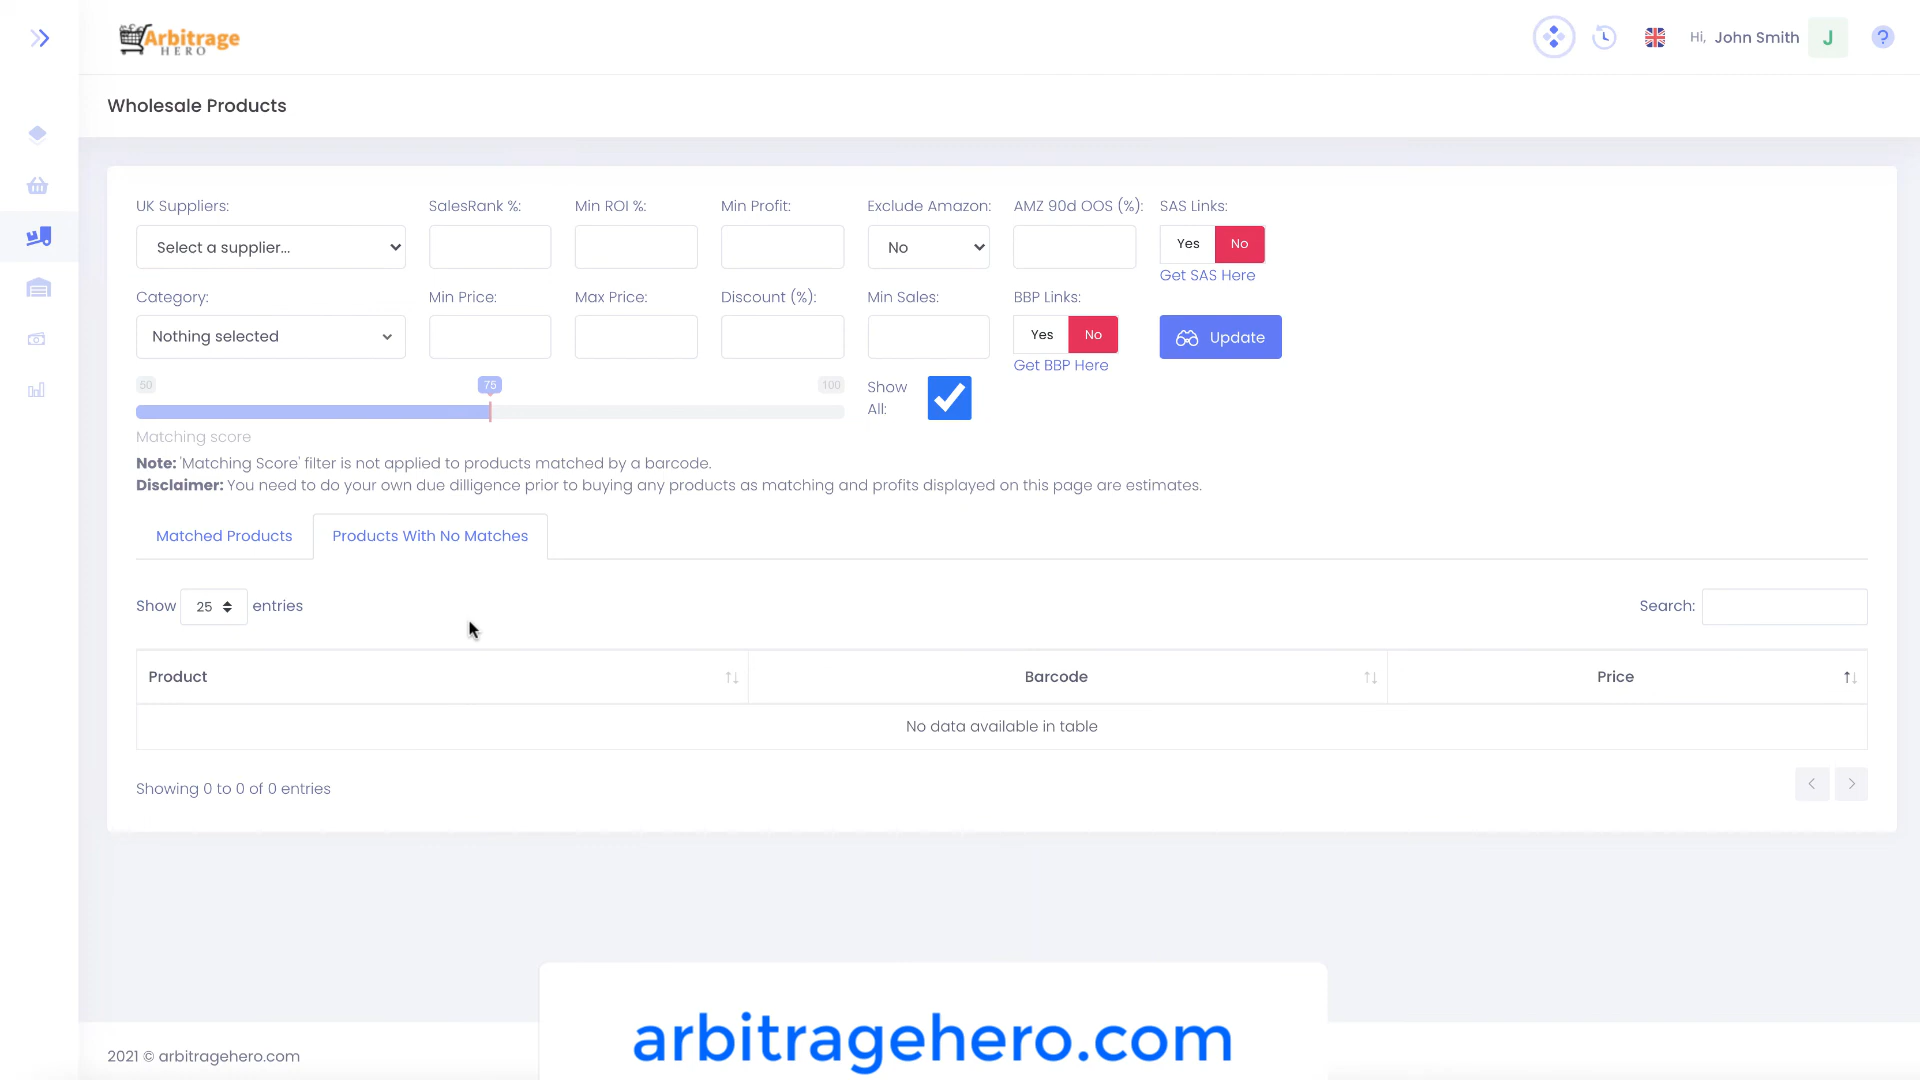 Arbitrage
HERO
Hi, John Smith
J
?
Wholesale Products
UK Suppliers:
SalesRank %:
Min ROI %:
Min Profit:
Exclude Amazon:
AMZ 90d OOS (%):
SAS Links:
Select a supplier...
No
Yes
No
Get SAS Here
Category:
Min Price:
Max Price:
Discount (%):
Min Sales:
BBP Links:
Nothing selected
Yes
No
Update
Get BBP Here
50
75
100
Show
All:
Matching score
Note: 'Matching Score' filter is not applied to products matched by a barcode.
Disclaimer: You need to do your own due dilligence prior to buying any products as matching and profits displayed on this page are estimates.
Matched Products
Products With No Matches
Show 25 entries
Search:
Product
Barcode
Price
No data available in table
Showing 0 to 0 of 0 entries
arbitragehero.com
2021 © arbitragehero.com